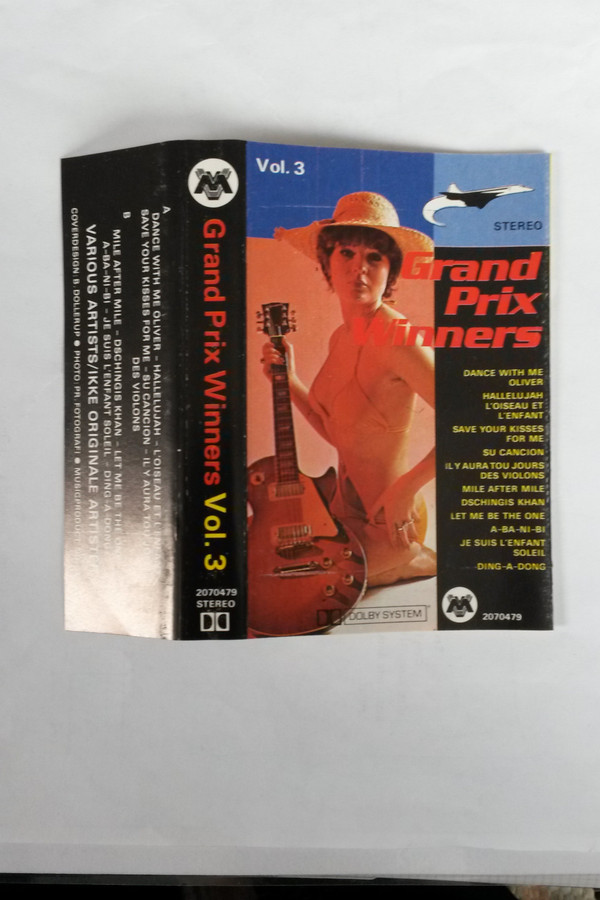 Vol. 3
STEREO
Grand
Prix
Winners
DANCE WITH ME
OLIVER
HALLELUJAH
L'OISEAU ET
L'ENFANT
SAVE YOUR KISSES
FOR ME
SU CANCION
IL Y AURA TOU JOURS
DES VIOLONS
MILE AFTER MILE
DSCHINGIS KHAN
LET ME BE THE ONE
A-BA-NI-BI
JE SUIS L'ENFANT
SOLEIL
DING-A-DONG
2070479
DOLBY SYSTEM
Grand Prix Winners Vol. 3
2070479
STEREO
A
DANCE WITH ME OLIVER – HALLELUJAH – L'OISEAU ET
SAVE YOUR KISSES FOR ME – SU CANCION – IL Y AURA
DES VIOLONS
B
MILE AFTER MILE – DSCHINGIS KHAN – LET ME BE THE
A-BA-NI-BI – JE SUIS L'ENFANT SOLEIL – DING-A-DONG
VARIOUS ARTISTS/IKKE ORIGINALE
COVERDESIGN B. DOLLERUP ● PHOTO: PR. FOTOGRAFI ●